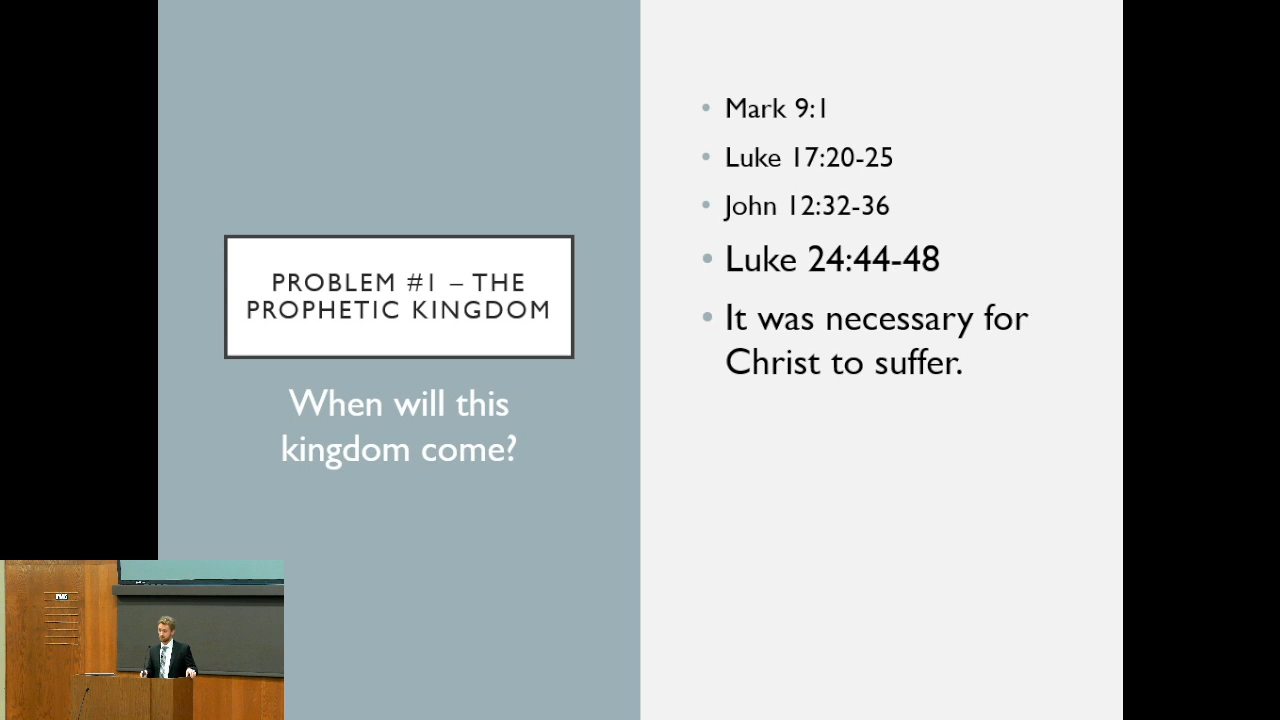 PROBLEM #1 – THE
PROPHETIC KINGDOM
When will this
kingdom come?
• Mark 9:1
• Luke 17:20-25
• John 12:32-36
• Luke 24:44-48
• It was necessary for
Christ to suffer.